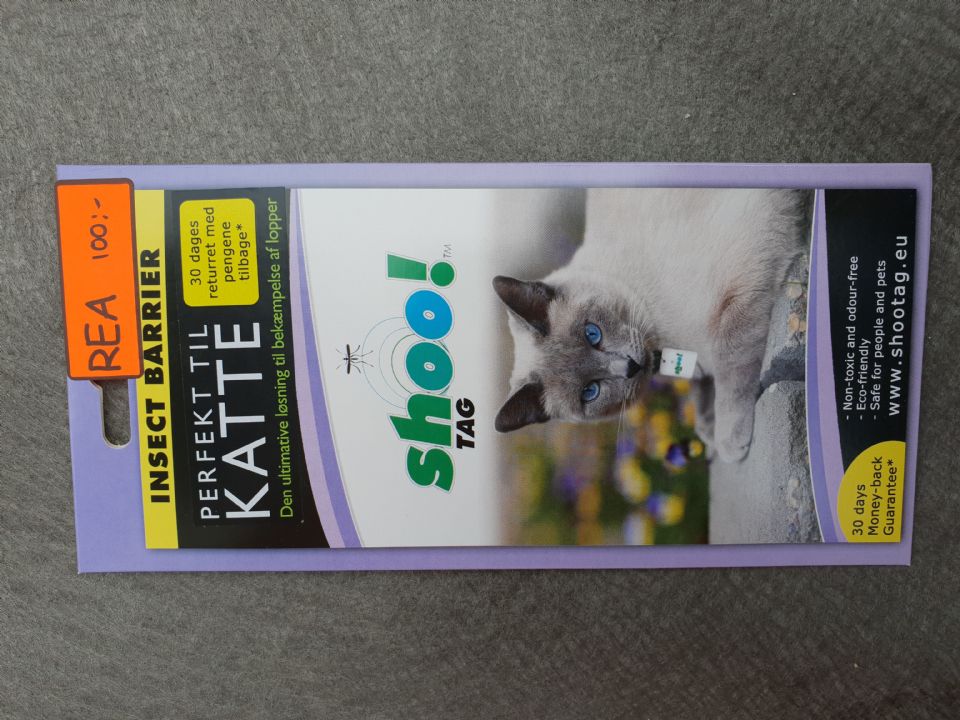 REA 100:-
INSECT BARRIER
PERFEKT TIL
KATTE
30 dages
returret med
pengene
tilbage*
Den ultimative løsning til bekæmpelse af lopper
shoo!™
TAG
shoo!
- Non-toxic and odour-free
- Eco-friendly
- Safe for people and pets
www.shootag.eu
30 days
Money-back
Guarantee*